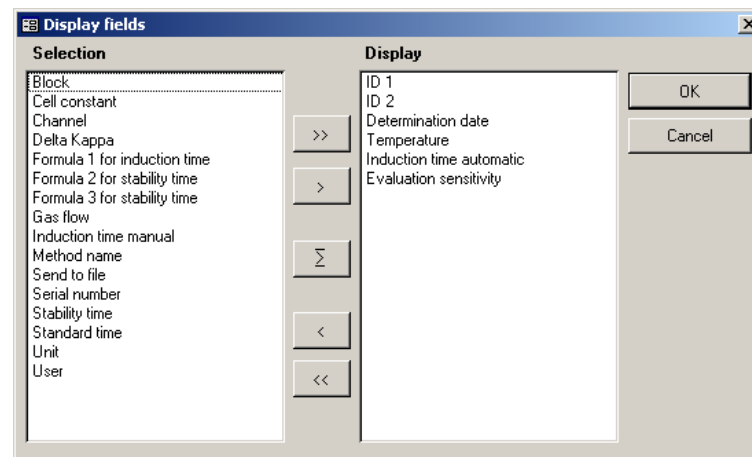 Display fields
Selection
Display
Block
Cell constant
Channel
Delta Kappa
Formula 1 for induction time
Formula 2 for stability time
Formula 3 for stability time
Gas flow
Induction time manual
Method name
Send to file
Serial number
Stability time
Standard time
Unit
User
>>
>
Σ
<
<<
ID 1
ID 2
Determination date
Temperature
Induction time automatic
Evaluation sensitivity
OK
Cancel